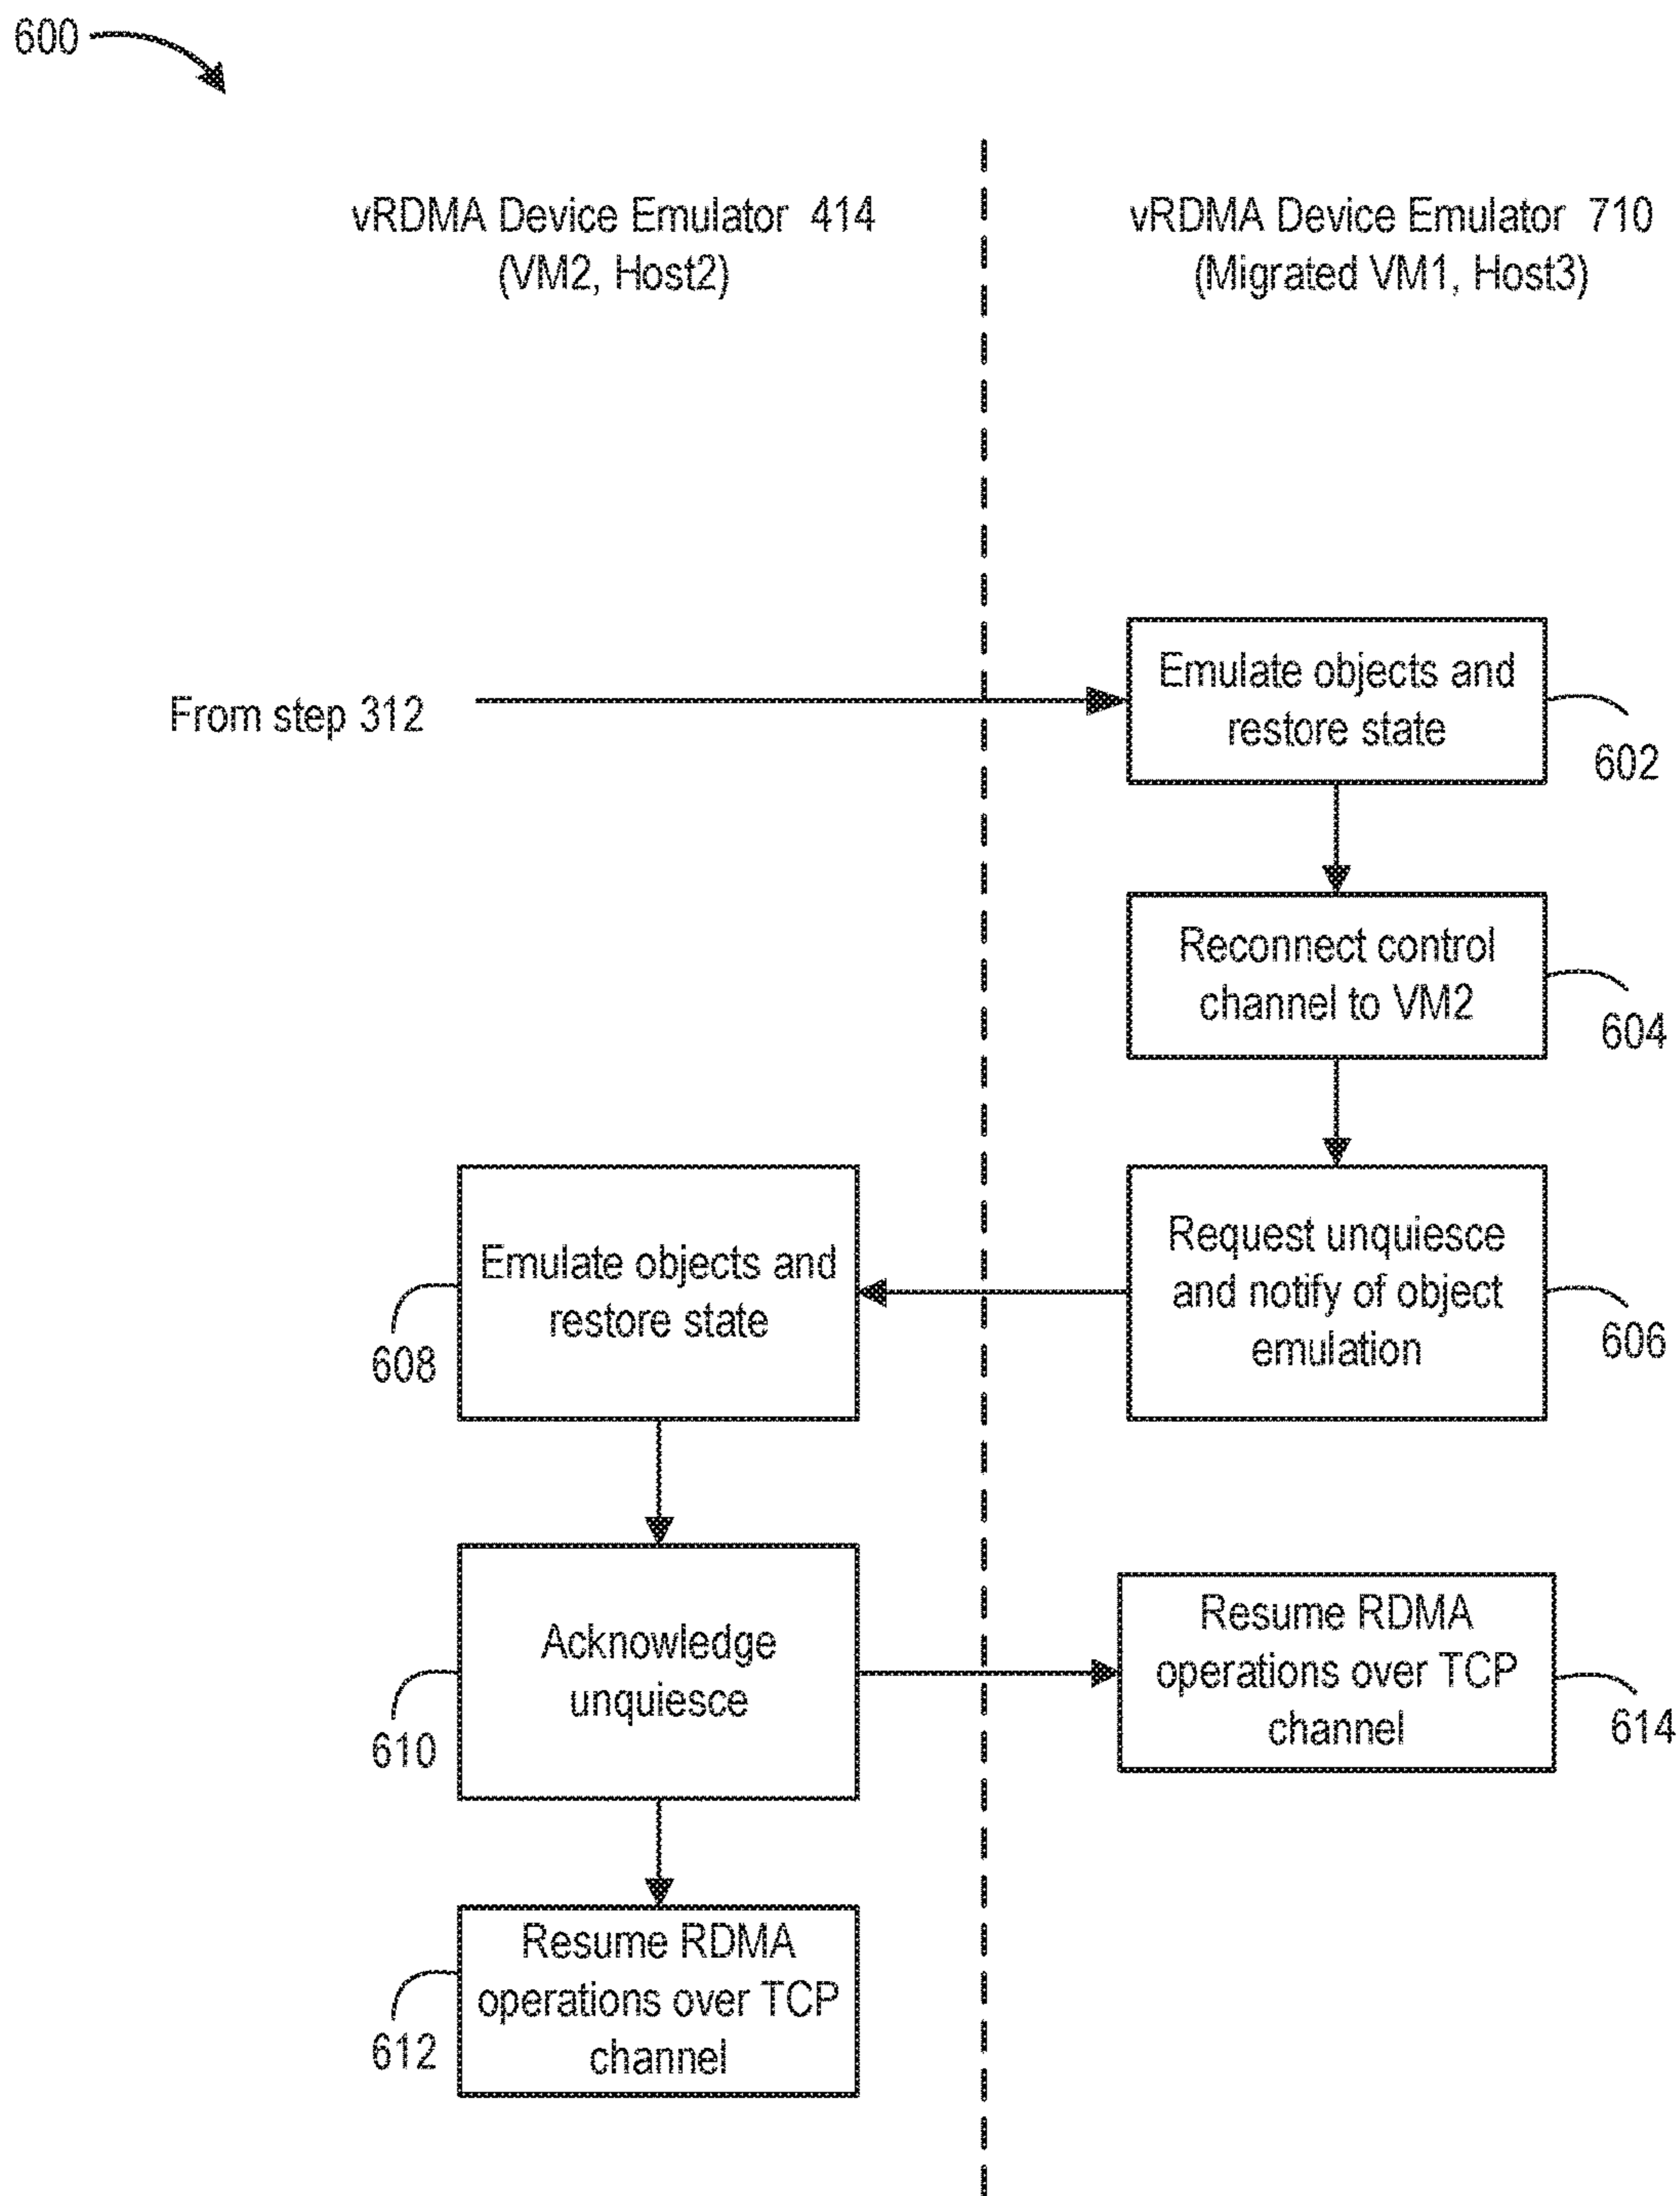 600
vRDMA Device Emulator 414
(VM2, Host2)
vRDMA Device Emulator 710
(Migrated VM1, Host3)
From step 312
Emulate objects and
restore state
602
Reconnect control
channel to VM2
604
Request unquiesce
and notify of object
emulation
606
Emulate objects and
restore state
608
Acknowledge
unquiesce
610
Resume RDMA
operations over TCP
channel
614
Resume RDMA
operations over TCP
channel
612